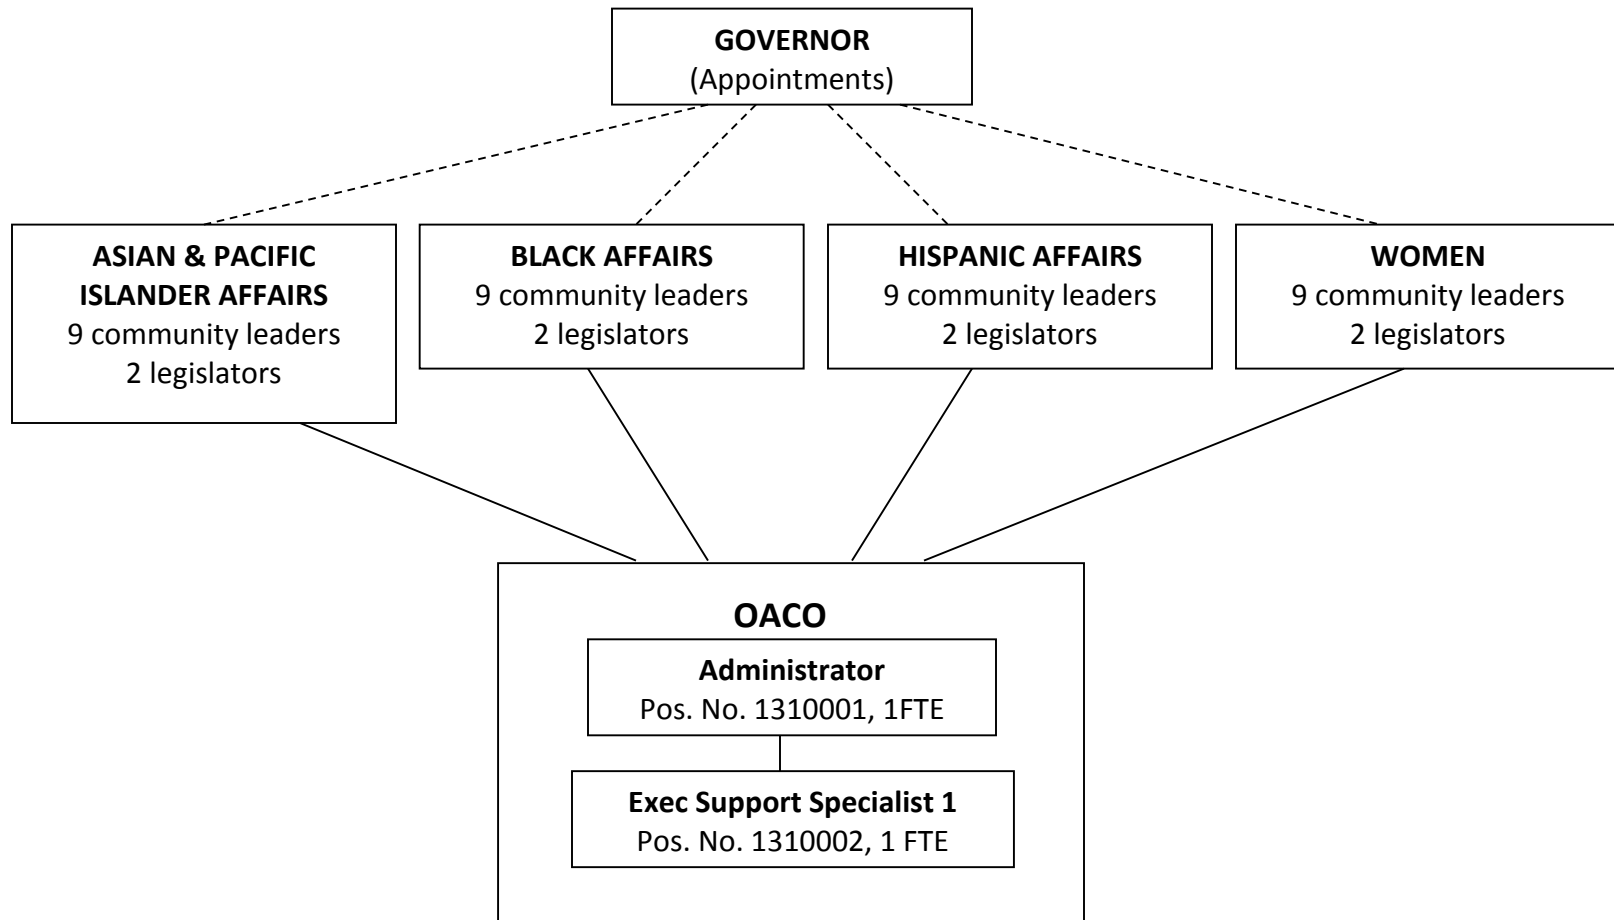 GOVERNOR
(Appointments)
ASIAN & PACIFIC
ISLANDER AFFAIRS
9 community leaders
2 legislators
BLACK AFFAIRS
9 community leaders
2 legislators
HISPANIC AFFAIRS
9 community leaders
2 legislators
WOMEN
9 community leaders
2 legislators
OACO
Administrator
Pos. No. 1310001, 1FTE
Exec Support Specialist 1
Pos. No. 1310002, 1 FTE